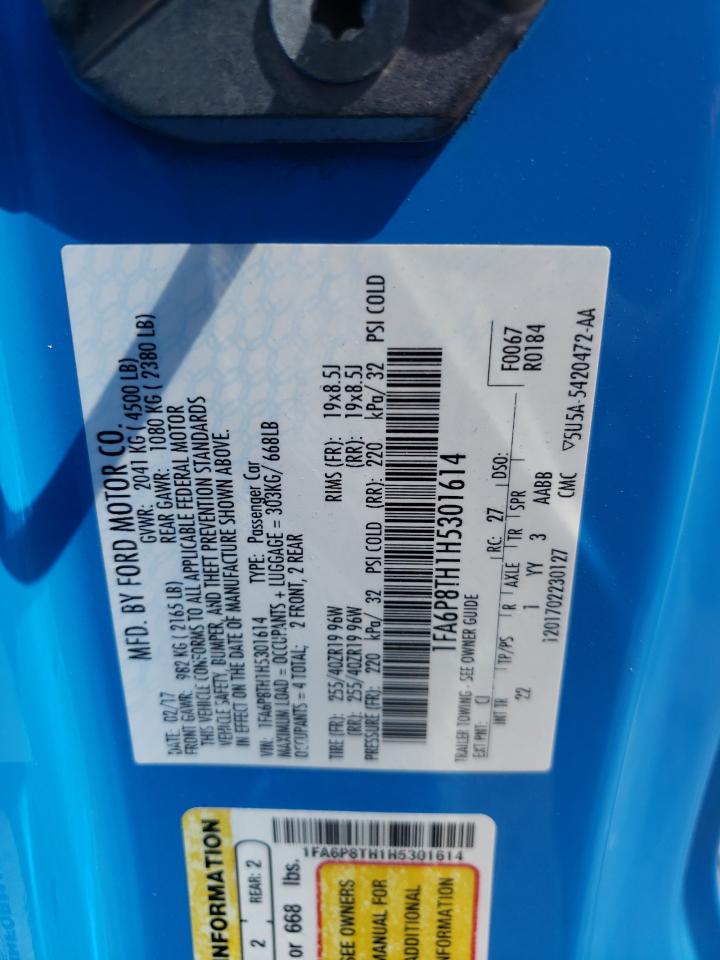 MFD. BY FORD MOTOR CO.
DATE: 02/17 GVWR: 2041 KG ( 4500 LB)
FRONT GAWR: 982 KG ( 2165 LB) REAR GAWR: 1080 KG ( 2380 LB)
THIS VEHICLE CONFORMS TO ALL APPLICABLE FEDERAL MOTOR
VEHICLE SAFETY, BUMPER, AND THEFT PREVENTION STANDARDS
IN EFFECT ON THE DATE OF MANUFACTURE SHOWN ABOVE.
VIN: 1FA6P8TH1H5301614 TYPE: Passenger Car
MAXIMUM LOAD = OCCUPANTS + LUGGAGE = 303KG/ 668LB
OCCUPANTS = 4 TOTAL; 2 FRONT, 2 REAR
TIRE (FR): 255/40ZR19 96W RIMS (FR): 19x8.5J
(RR): 255/40ZR19 96W (RR): 19x8.5J
PRESSURE (FR): 220 kPa/ 32 PSI COLD (RR): 220 kPa/ 32 PSI COLD
1FA6P8TH1H5301614
TRAILER TOWING - SEE OWNER GUIDE
EXT PNT: CI RC: 27 DSO: F0067
R0184
INT TR TP/PS R AXLE TR SPR
22 1 YY 3 AABB
1201702230127 CMC ▽5U5A-5420472-AA
1FA6P8TH1H5301614
INFORMATION
2 REAR: 2
or 668 lbs.
SEE OWNERS
MANUAL FOR
ADDITIONAL
INFORMATION